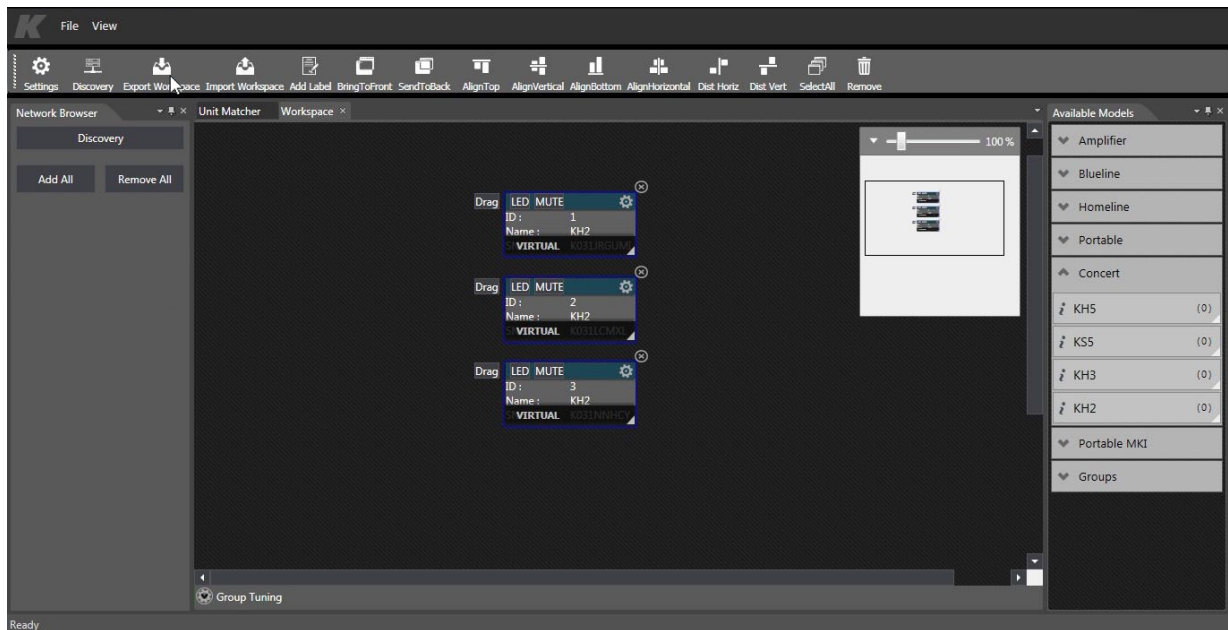 K
File View
Settings Discovery Export Workspace Import Workspace Add Label BringToFront SendToBack AlignTop AlignVertical AlignBottom AlignHorizontal Dist Horiz Dist Vert SelectAll Remove
Network Browser
Discovery
Add All Remove All
Unit Matcher Workspace
100 %
Drag LED MUTE
ID : 1
Name : KH2
VIRTUAL
Drag LED MUTE
ID : 2
Name : KH2
VIRTUAL K031LCMXL
Drag LED MUTE
ID : 3
Name : KH2
VIRTUAL K031NNHCY
Group Tuning
Available Models
Amplifier
Blueline
Homeline
Portable
Concert
i KH5 (0)
i KS5 (0)
i KH3 (0)
i KH2 (0)
Portable MKI
Groups
Ready